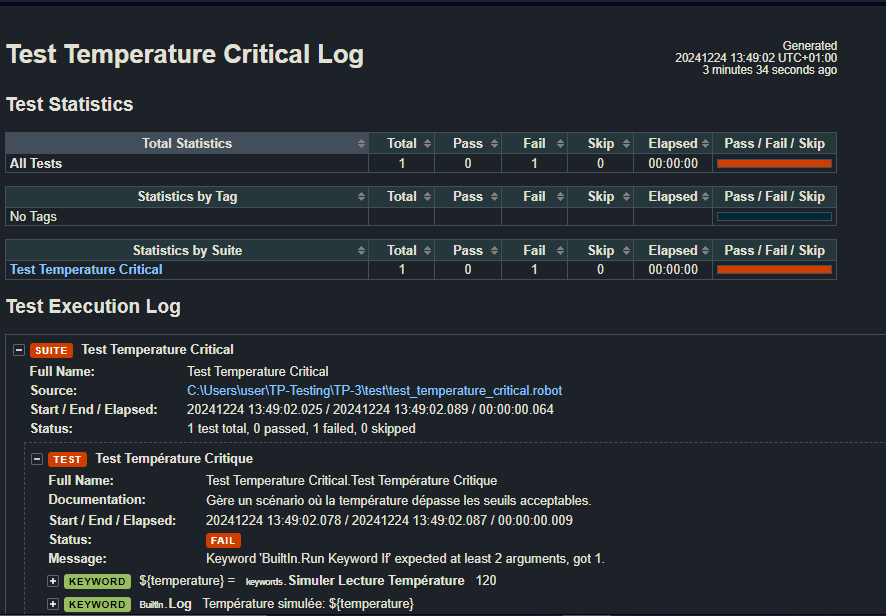 Test Temperature Critical Log
Generated
20241224 13:49:02 UTC+01:00
3 minutes 34 seconds ago
Test Statistics
Total Statistics Total Pass Fail Skip Elapsed Pass / Fail / Skip
All Tests 1 0 1 0 00:00:00
Statistics by Tag Total Pass Fail Skip Elapsed Pass / Fail / Skip
No Tags
Statistics by Suite Total Pass Fail Skip Elapsed Pass / Fail / Skip
Test Temperature Critical 1 0 1 0 00:00:00
Test Execution Log
SUITE Test Temperature Critical
Full Name: Test Temperature Critical
Source: C:\Users\user\TP-Testing\TP-3\test\test_temperature_critical.robot
Start / End / Elapsed: 20241224 13:49:02.025 / 20241224 13:49:02.089 / 00:00:00.064
Status: 1 test total, 0 passed, 1 failed, 0 skipped
TEST Test Température Critique
Full Name: Test Temperature Critical.Test Température Critique
Documentation: Gère un scénario où la température dépasse les seuils acceptables.
Start / End / Elapsed: 20241224 13:49:02.078 / 20241224 13:49:02.087 / 00:00:00.009
Status: FAIL
Message: Keyword 'BuiltIn.Run Keyword If' expected at least 2 arguments, got 1.
KEYWORD ${temperature} = keywords.Simuler Lecture Température 120
KEYWORD BuiltIn.Log Température simulée: ${temperature}